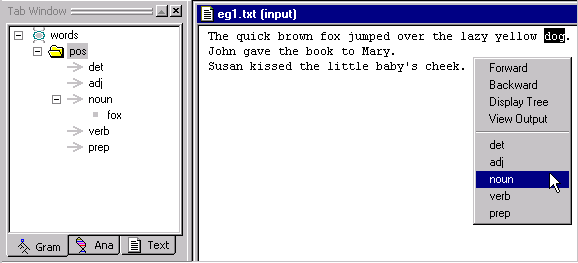 Tab Window
words
pos
det
adj
noun
fox
verb
prep
Gram
Ana
Text
eg1.txt (input)
The quick brown fox jumped over the lazy yellow dog.
John gave the book to Mary.
Susan kissed the little baby's cheek.
Forward
Backward
Display Tree
View Output
det
adj
noun
verb
prep